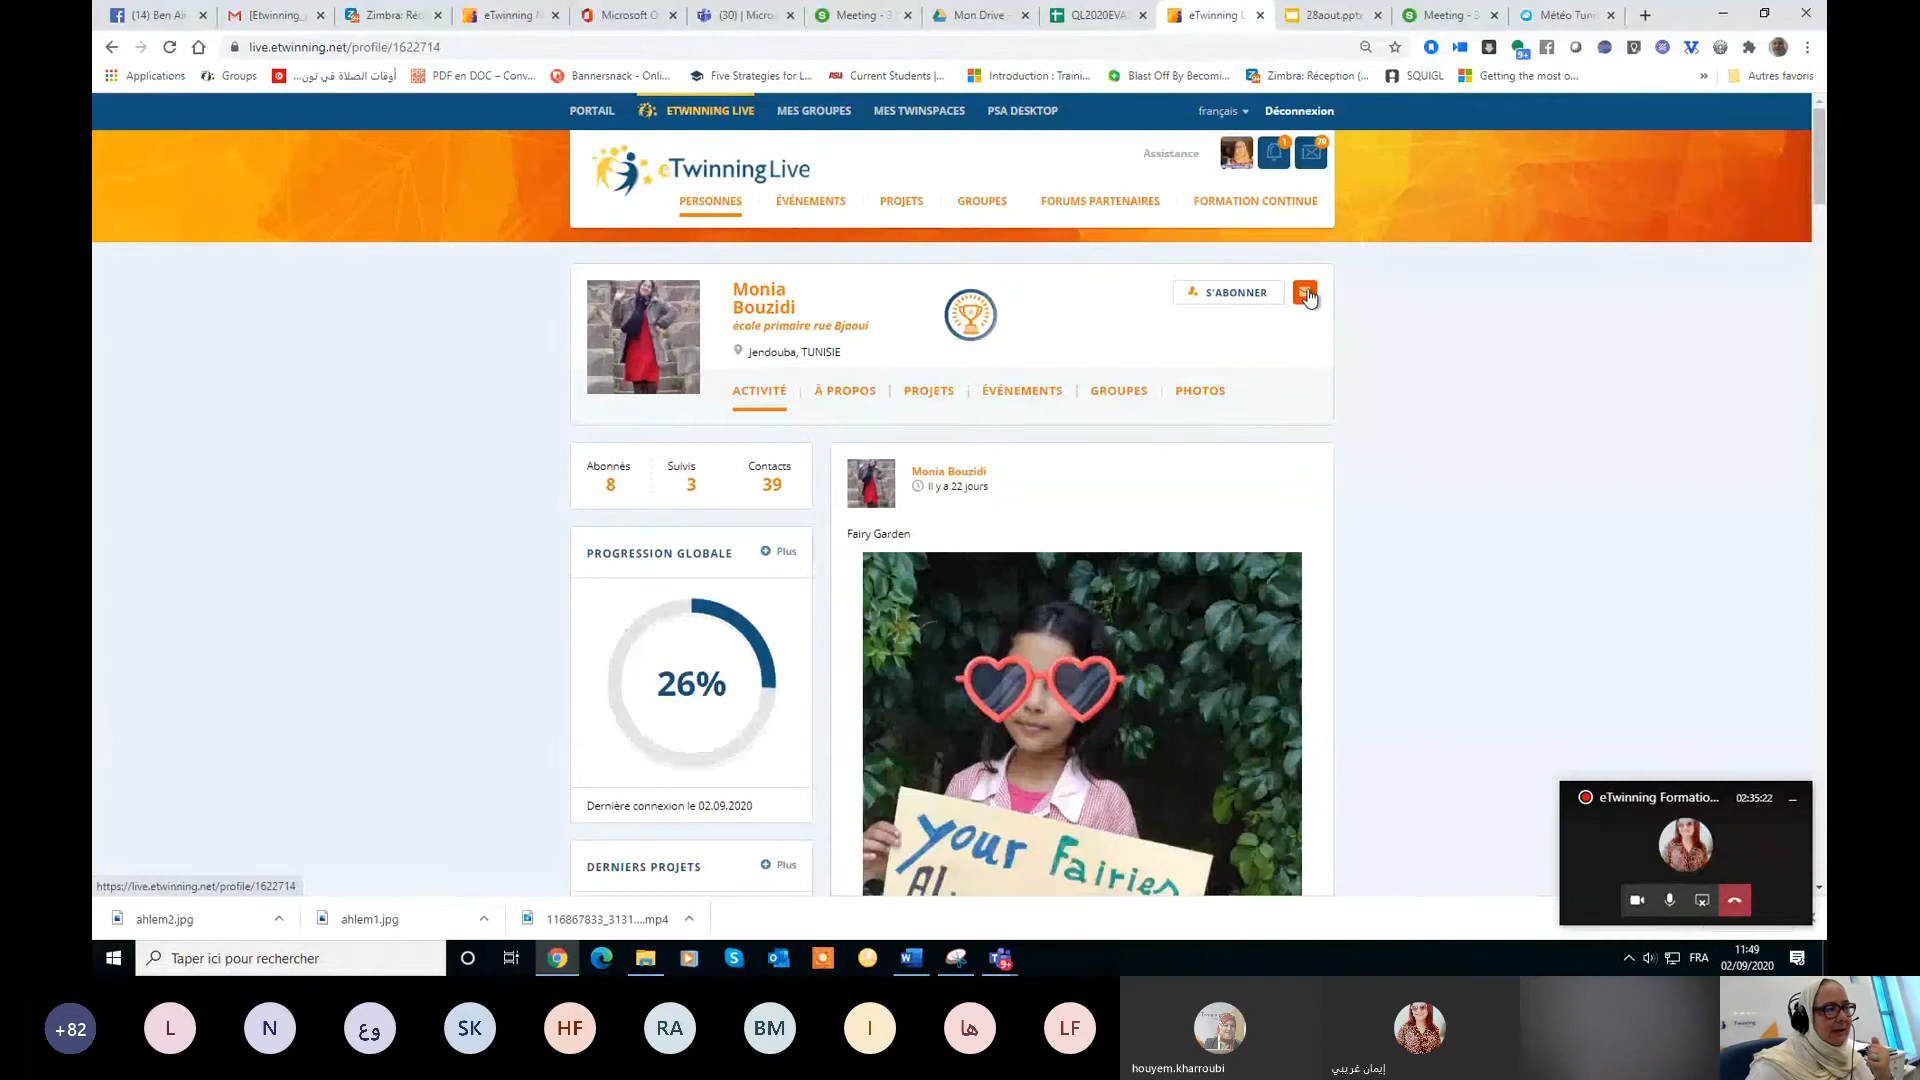 (14) Ben Ali
[Etwinning_
Zimbra: Réc
eTwinning
Microsoft O
(30) | Micro
Meeting - 3
Mon Drive -
QL2020EVA
eTwinning L
28aout.pptx
Meeting - 3
Météo Tuni
live.etwinning.net/profile/1622714
Applications
Groups
أوقات الصلاة في تون...
PDF en DOC – Conv...
Bannersnack - Onli...
Five Strategies for L...
Current Students |...
Introduction : Traini...
Blast Off By Becomi...
Zimbra: Réception (...
SQUIGL
Getting the most o...
»
Autres favoris
PORTAIL
ETWINNING LIVE
MES GROUPES
MES TWINSPACES
PSA DESKTOP
français
Déconnexion
eTwinningLive
Assistance
1
79
PERSONNES
ÉVÉNEMENTS
PROJETS
GROUPES
FORUMS PARTENAIRES
FORMATION CONTINUE
Monia
Bouzidi
école primaire rue Bjaoui
Jendouba, TUNISIE
S'ABONNER
ACTIVITÉ
À PROPOS
PROJETS
ÉVÉNEMENTS
GROUPES
PHOTOS
Abonnés
8
Suivis
3
Contacts
39
PROGRESSION GLOBALE
Plus
26%
Dernière connexion le 02.09.2020
DERNIERS PROJETS
Plus
Monia Bouzidi
Il y a 22 jours
Fairy Garden
your Fairies
https://live.etwinning.net/profile/1622714
eTwinning Formatio...
02:35:22
ahlem2.jpg
ahlem1.jpg
116867833_3131....mp4
Taper ici pour rechercher
FRA
11:49
02/09/2020
+82
L
N
وع
SK
HF
RA
BM
I
ها
LF
houyem.kharroubi
إيمان غريبي